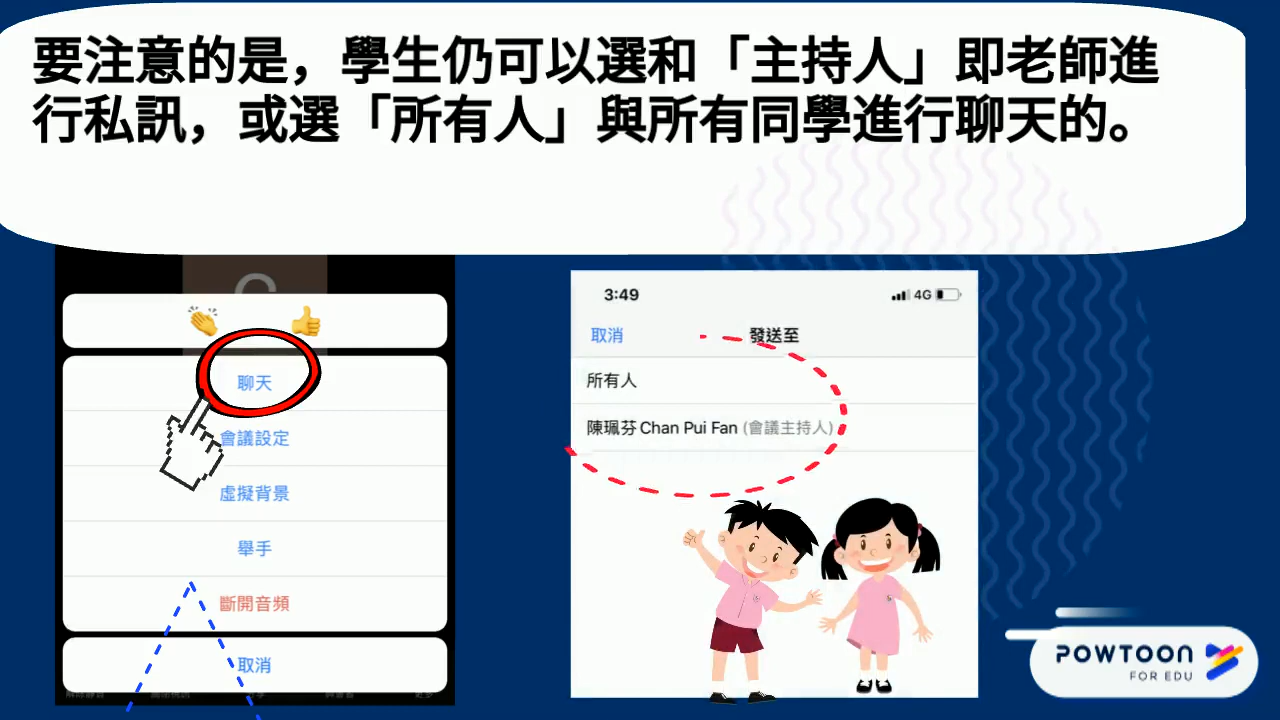 要注意的是，學生仍可以選和「主持人」即老師進
行私訊，或選「所有人」與所有同學進行聊天的。
聊天
會議設定
虛擬背景
舉手
斷開音頻
取消
3:49
4G
取消
發送至
所有人
陳珮芬 Chan Pui Fan (會議主持人)
POWTOON
FOR EDU